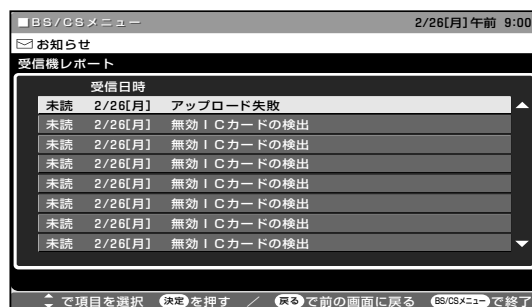 ■BS/CSメニュー 2/26[月]午前 9:00
お知らせ
受信機レポート
受信日時
未読 2/26[月] アップロード失敗
未読 2/26[月] 無効ICカードの検出
未読 2/26[月] 無効ICカードの検出
未読 2/26[月] 無効ICカードの検出
未読 2/26[月] 無効ICカードの検出
未読 2/26[月] 無効ICカードの検出
未読 2/26[月] 無効ICカードの検出
未読 2/26[月] 無効ICカードの検出
で項目を選択 決定を押す / 戻るで前の画面に戻る BS/CSメニューで終了